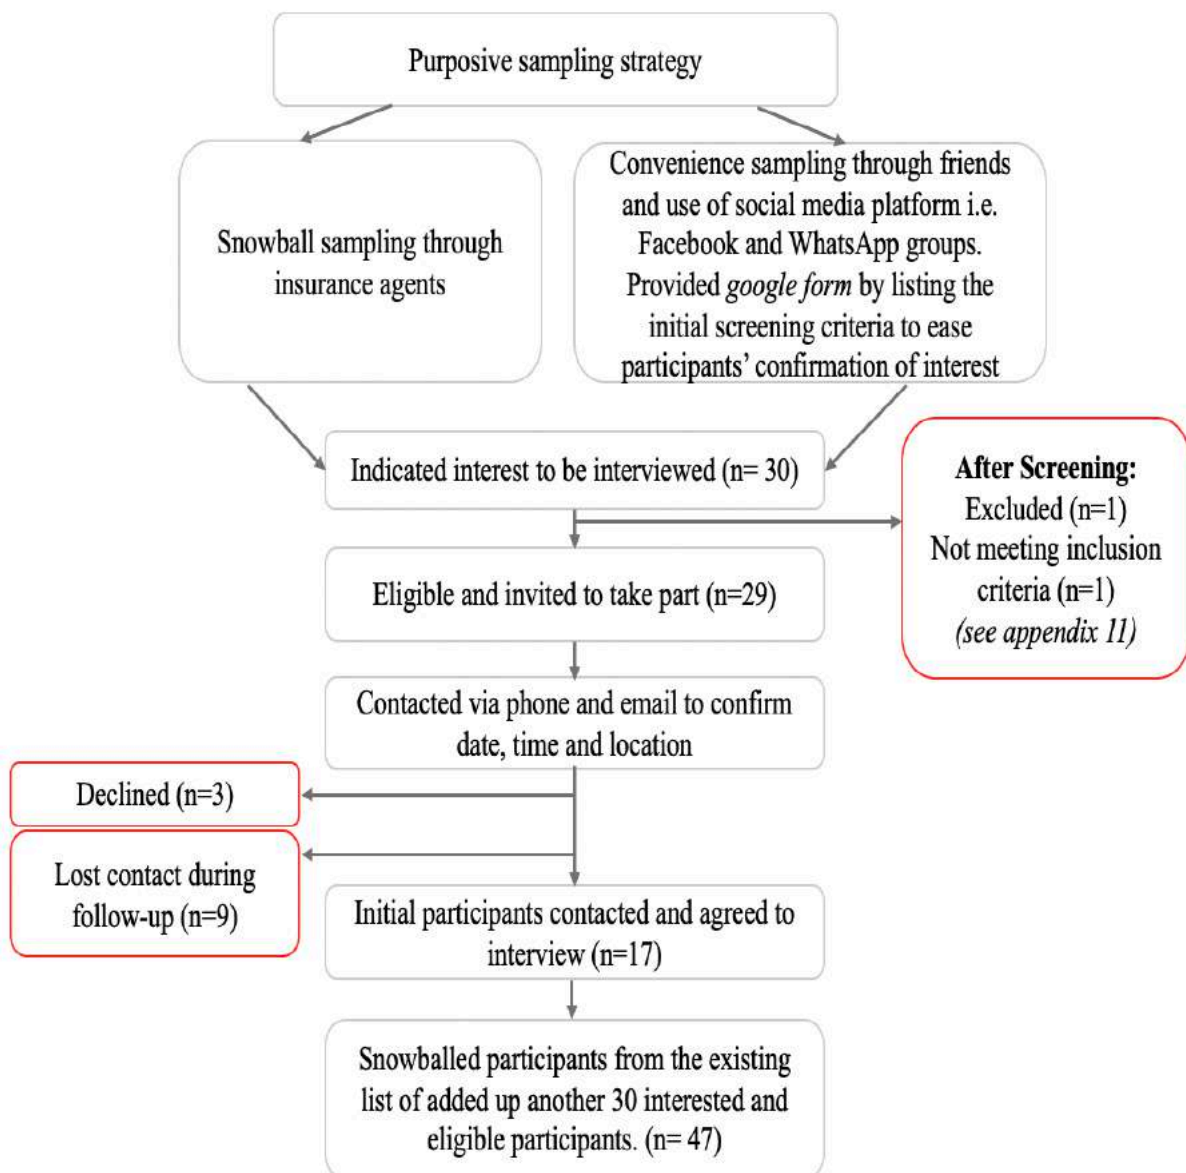 Purposive sampling strategy
Snowball sampling through
insurance agents
Convenience sampling through friends
and use of social media platform i.e.
Facebook and WhatsApp groups.
Provided google form by listing the
initial screening criteria to ease
participants’ confirmation of interest
Indicated interest to be interviewed (n= 30)
After Screening:
Excluded (n=1)
Not meeting inclusion
criteria (n=1)
(see appendix 11)
Eligible and invited to take part (n=29)
Contacted via phone and email to confirm
date, time and location
Declined (n=3)
Lost contact during
follow-up (n=9)
Initial participants contacted and agreed to
interview (n=17)
Snowballed participants from the existing
list of added up another 30 interested and
eligible participants. (n= 47)